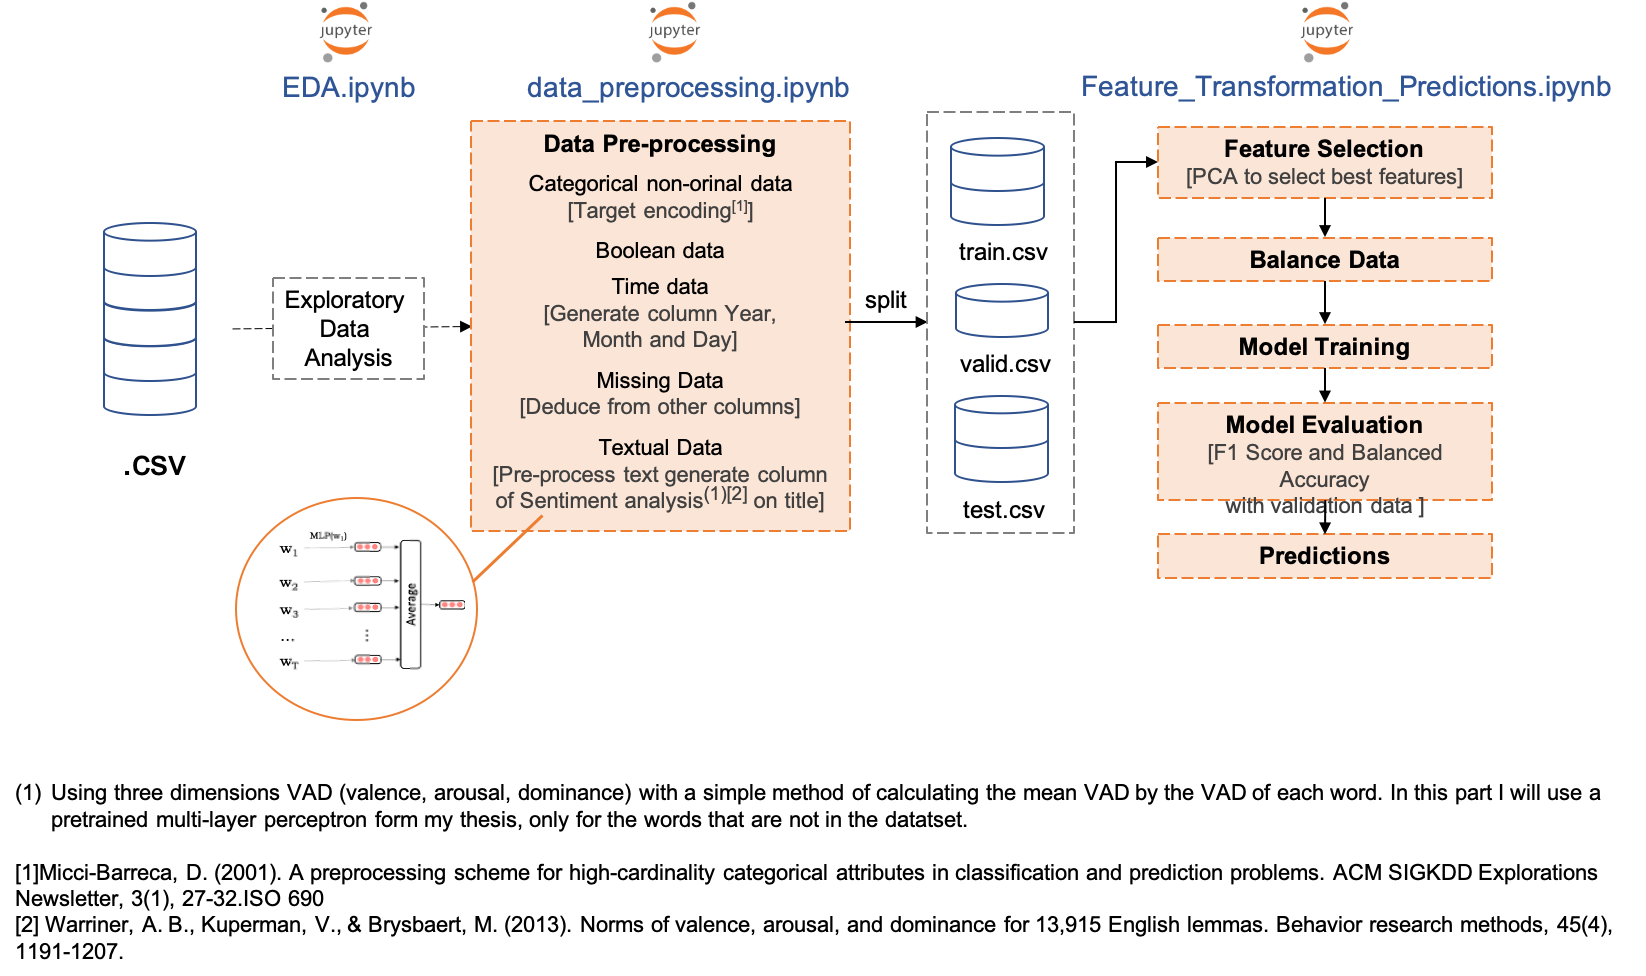 jupyter
EDA.ipynb
jupyter
data_preprocessing.ipynb
jupyter
Feature_Transformation_Predictions.ipynb
.CSV
Exploratory
Data
Analysis
Data Pre-processing
Categorical non-orinal data
[Target encoding[1]]
Boolean data
Time data
[Generate column Year,
Month and Day]
Missing Data
[Deduce from other columns]
Textual Data
[Pre-process text generate column
of Sentiment analysis(1)[2] on title]
split
train.csv
valid.csv
test.csv
Feature Selection
[PCA to select best features]
Balance Data
Model Training
Model Evaluation
[F1 Score and Balanced
Accuracy
with validation data ]
Predictions
MLP(w1)
w1
w2
w3
...
wT
Average
(1) Using three dimensions VAD (valence, arousal, dominance) with a simple method of calculating the mean VAD by the VAD of each word. In this part I will use a
pretrained multi-layer perceptron form my thesis, only for the words that are not in the datatset.
[1]Micci-Barreca, D. (2001). A preprocessing scheme for high-cardinality categorical attributes in classification and prediction problems. ACM SIGKDD Explorations
Newsletter, 3(1), 27-32.ISO 690
[2] Warriner, A. B., Kuperman, V., & Brysbaert, M. (2013). Norms of valence, arousal, and dominance for 13,915 English lemmas. Behavior research methods, 45(4),
1191-1207.